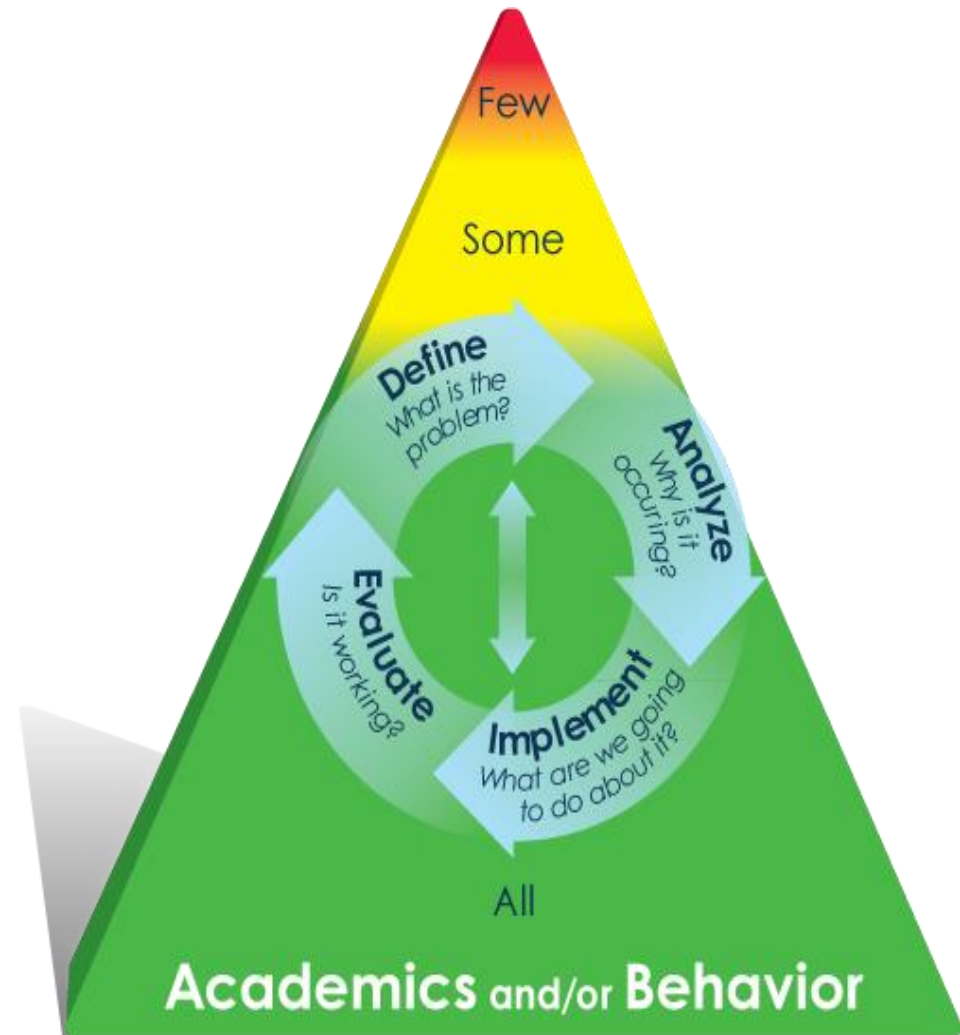 Few
Some
Define
What is the
problem?
Analyze
Why is it
occuring?
Implement
What are we going
to do about it?
Evaluate
Is it working?
All
Academics and/or Behavior